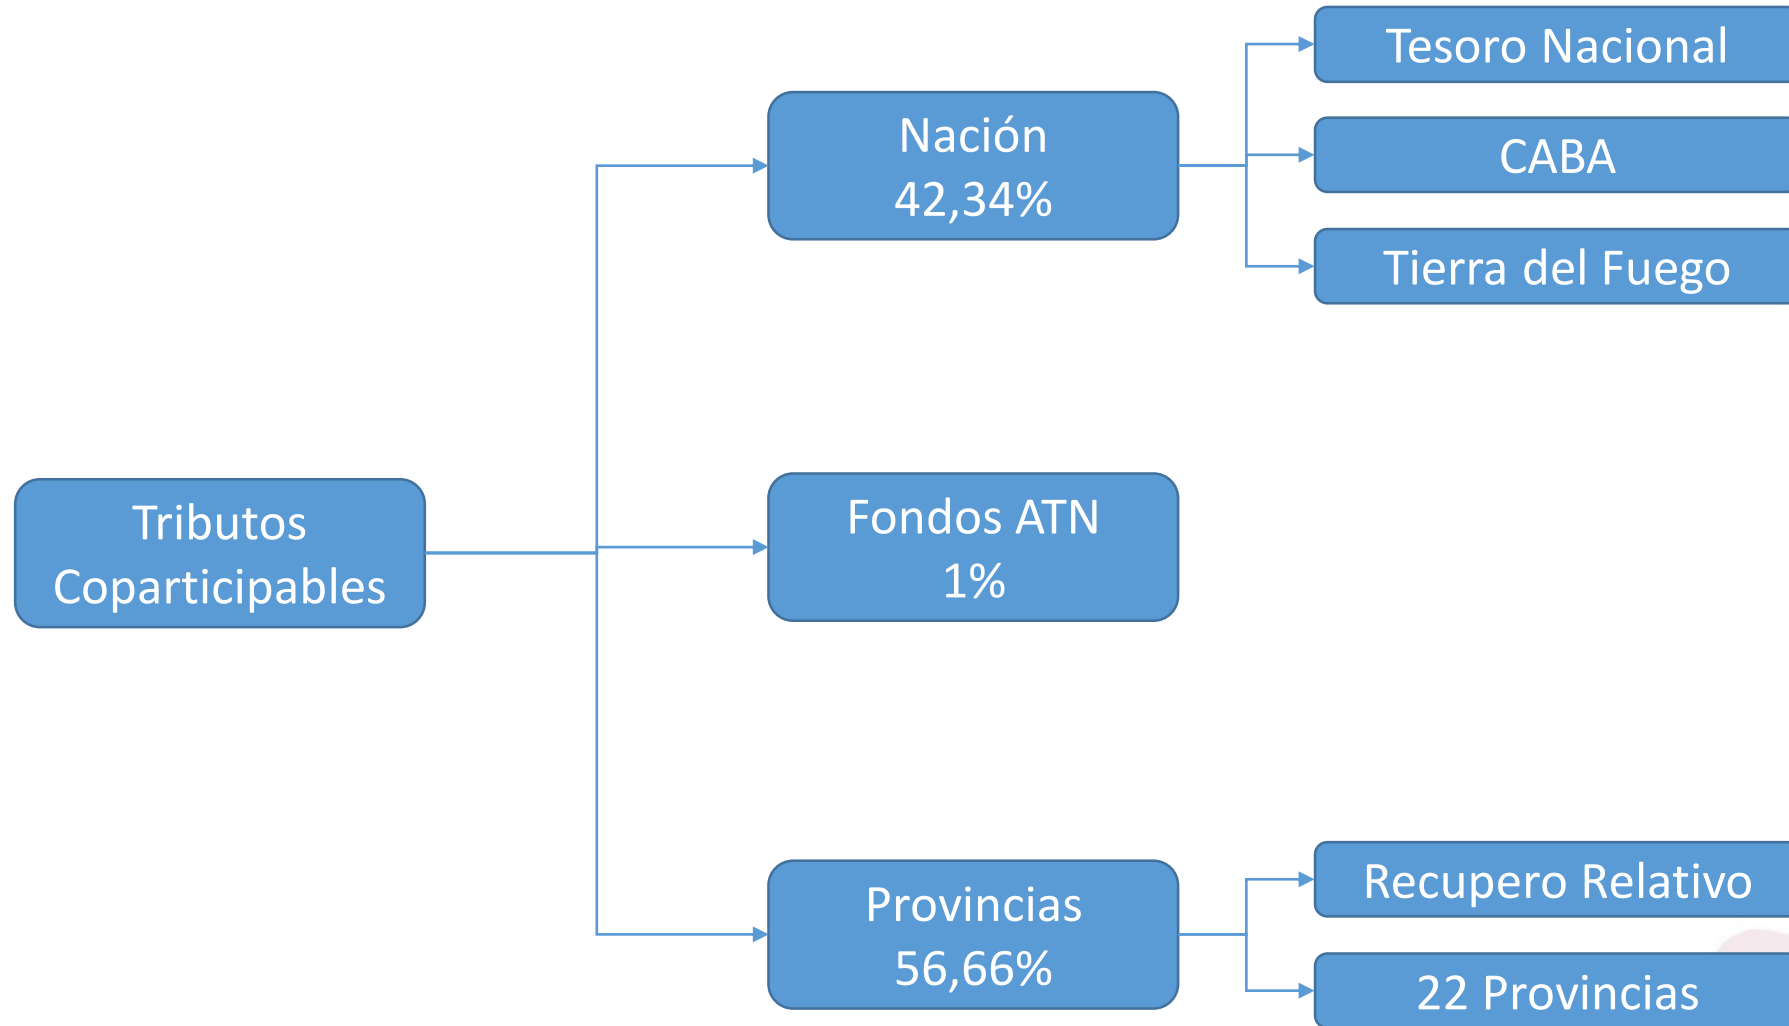 Tributos
Coparticipables
Nación
42,34%
Tesoro Nacional
CABA
Tierra del Fuego
Fondos ATN
1%
Provincias
56,66%
Recupero Relativo
22 Provincias